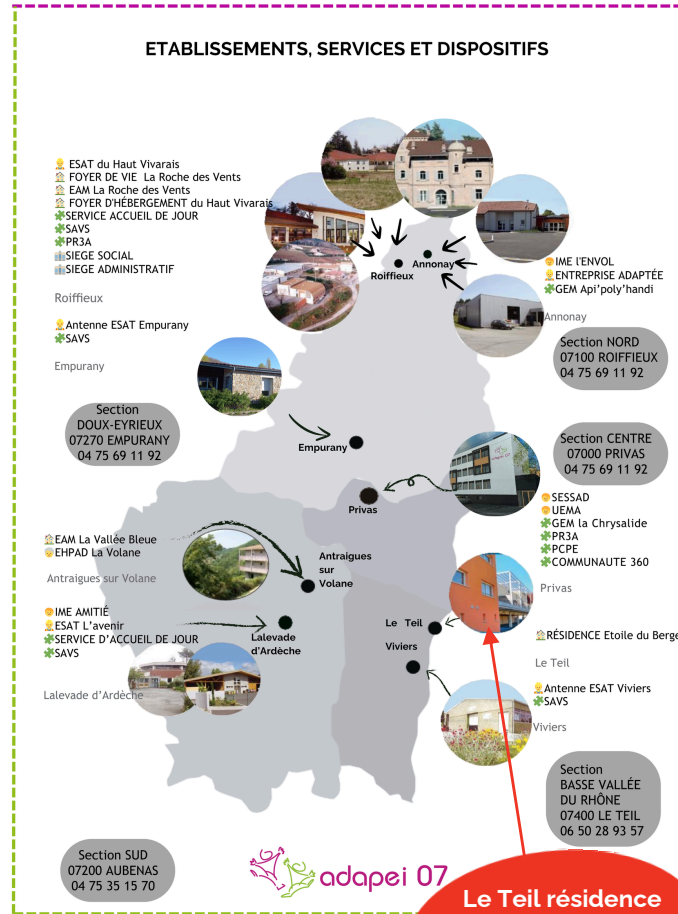 ETABLISSEMENTS, SERVICES ET DISPOSITIFS
ESAT du Haut Vivarais
FOYER DE VIE La Roche des Vents
EAM La Roche des Vents
FOYER D'HÉBERGEMENT du Haut Vivarais
SERVICE ACCUEIL DE JOUR
SAVS
PR3A
SIEGE SOCIAL
SIEGE ADMINISTRATIF
Roiffieux
Roiffieux
Annonay
IME l'ENVOL
ENTREPRISE ADAPTÉE
GEM Api'poly'handi
Annonay
Antenne ESAT Empurany
SAVS
Empurany
Section NORD
07100 ROIFFIEUX
04 75 69 11 92
Section
DOUX-EYRIEUX
07270 EMPURANY
04 75 69 11 92
Empurany
Section CENTRE
07000 PRIVAS
04 75 69 11 92
adapei 07
Privas
SESSAD
UEMA
GEM la Chrysalide
PR3A
PCPE
COMMUNAUTE 360
Privas
EAM La Vallée Bleue
EHPAD La Volane
Antraigues sur Volane
Antraigues
sur
Volane
IME AMITIÉ
ESAT L'avenir
SERVICE D'ACCUEIL DE JOUR
SAVS
Lalevade d'Ardèche
Lalevade
d'Ardèche
Le Teil
Viviers
RÉSIDENCE Etoile du Berge
Le Teil
Antenne ESAT Viviers
SAVS
Viviers
Section
BASSE VALLÉE
DU RHÔNE
07400 LE TEIL
06 50 28 93 57
Section SUD
07200 AUBENAS
04 75 35 15 70
adapei 07
Le Teil résidence